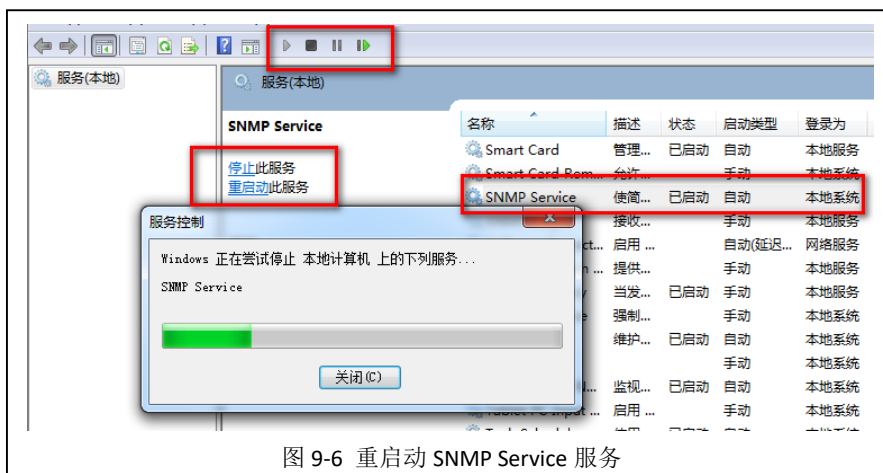 服务(本地)
服务(本地)
SNMP Service
停止此服务
重启动此服务
名称 描述 状态 启动类型 登录为
Smart Card 管理... 已启动 自动 本地服务
Smart Card Rem... 允许... 手动 本地系统
SNMP Service 使简... 已启动 自动 本地系统
接收... 手动 本地服务
ct... 启用 ... 自动(延迟... 网络服务
n ... 提供... 手动 本地服务
y 当发... 已启动 手动 本地服务
e 强制... 手动 本地系统
维护... 已启动 自动 本地系统
手动 本地系统
监视... 已启动 自动 本地系统
Tablet PC Input ... 启用 ... 手动 本地系统
服务控制
Windows 正在尝试停止 本地计算机 上的下列服务...
SNMP Service
关闭(C)
图 9-6 重启动 SNMP Service 服务